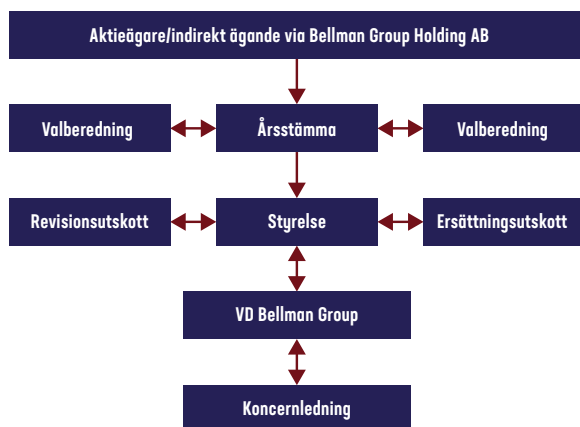 Aktieägare/indirekt ägande via Bellman Group Holding AB
Valberedning
Årsstämma
Valberedning
Revisionsutskott
Styrelse
Ersättningsutskott
VD Bellman Group
Koncernledning